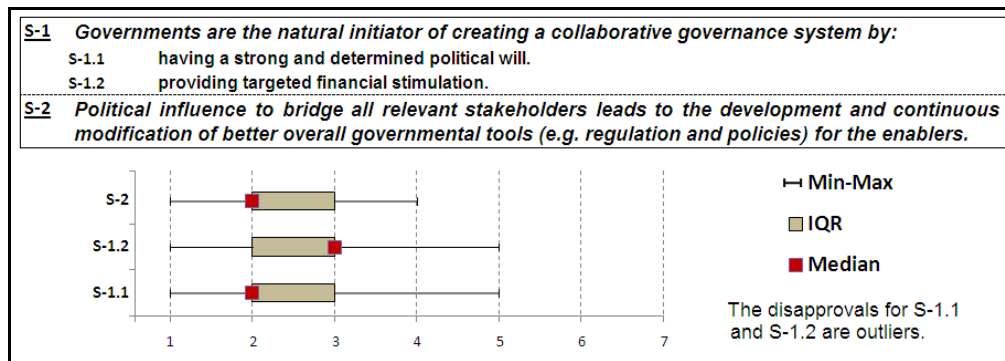 S-1 Governments are the natural initiator of creating a collaborative governance system by:
S-1.1 having a strong and determined political will.
S-1.2 providing targeted financial stimulation.
S-2 Political influence to bridge all relevant stakeholders leads to the development and continuous
modification of better overall governmental tools (e.g. regulation and policies) for the enablers.
S-2
S-1.2
S-1.1
1 2 3 4 5 6 7
Min-Max
IQR
Median
The disapprovals for S-1.1
and S-1.2 are outliers.